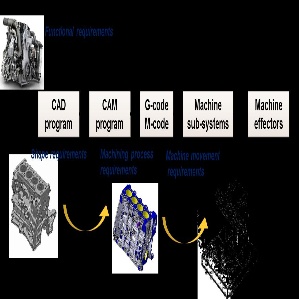 Functional requirements
CAD
program
CAM
program
G-code
M-code
Machine
sub-systems
Machine
effectors
Shape requirements
Machining process
requirements
Machine movement
requirements